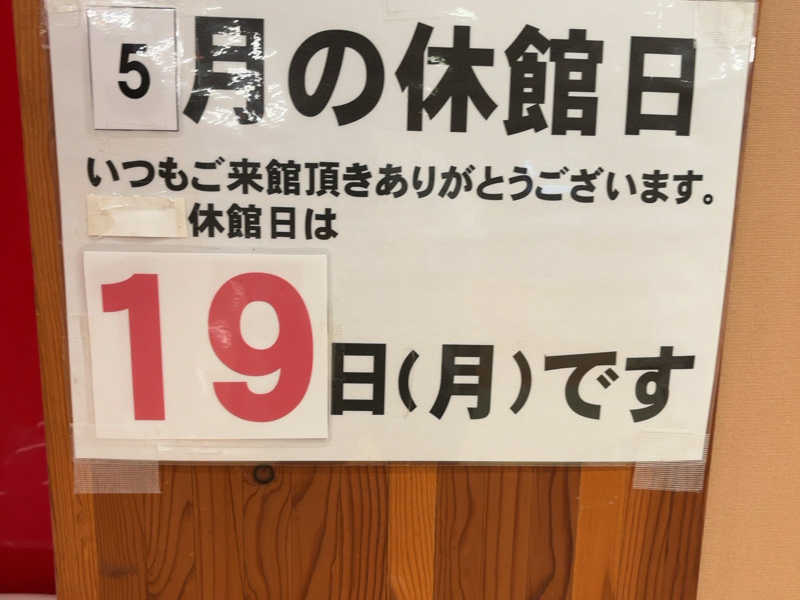 5月の休館日
いつもご来館頂きありがとうございます。
休館日は
19日(月)です